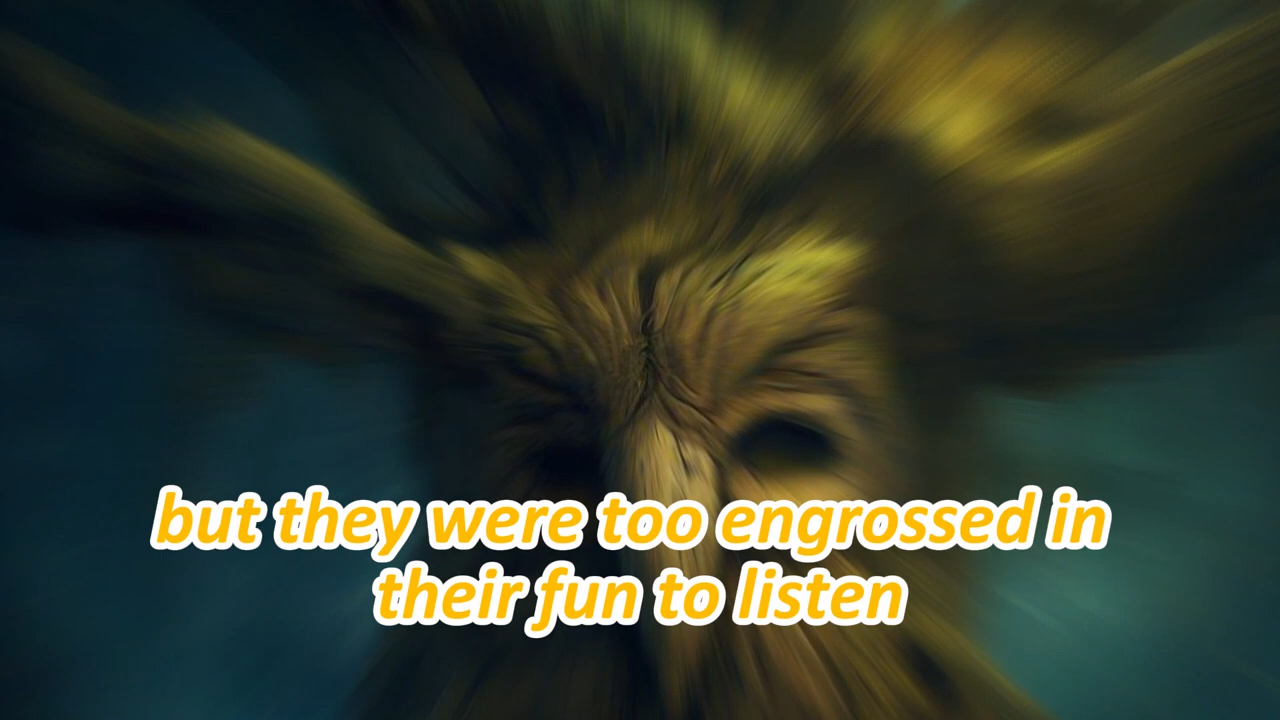 but they were too engrossed in
their fun to listen